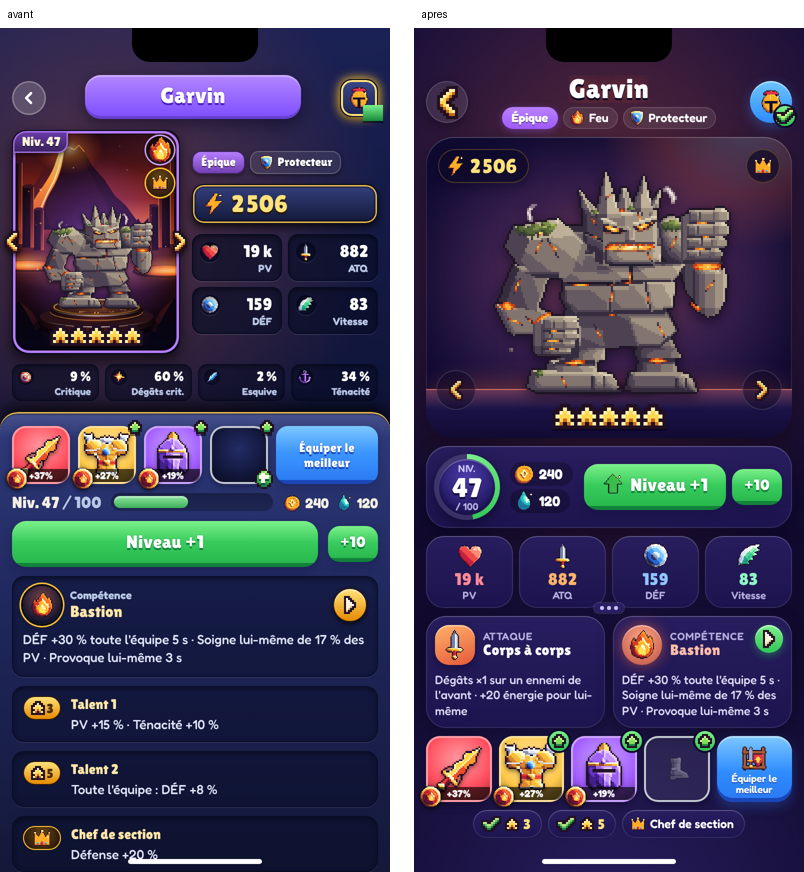 avant
Garvin
Niv. 47
Épique
Protecteur
2506
19 k
PV
882
ATQ
159
DÉF
83
Vitesse
9 %
Critique
60 %
Dégâts crit.
2 %
Esquive
34 %
Ténacité
+37%
+27%
+19%
Équiper le
meilleur
Niv. 47 / 100
240
120
Niveau +1
+10
Compétence
Bastion
DÉF +30 % toute l'équipe 5 s · Soigne lui-même de 17 % des
PV · Provoque lui-même 3 s
3
Talent 1
PV +15 % · Ténacité +10 %
5
Talent 2
Toute l'équipe : DÉF +8 %
Chef de section
Défense +20 %
apres
Garvin
Épique
Feu
Protecteur
2506
NIV.
47
/ 100
240
120
Niveau +1
+10
19 k
PV
882
ATQ
159
DÉF
83
Vitesse
ATTAQUE
Corps à corps
Dégâts ×1 sur un ennemi de
l'avant · +20 énergie pour lui-
même
COMPÉTENCE
Bastion
DÉF +30 % toute l'équipe 5 s ·
Soigne lui-même de 17 % des
PV · Provoque lui-même 3 s
+37%
+27%
+19%
Équiper le
meilleur
3
5
Chef de section